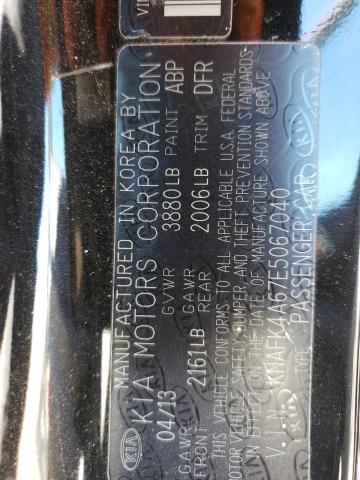 VI
MANUFACTURED IN KOREA BY
KIA MOTORS CORPORATION
04/13 GVWR 3880LB PAINT ABP
GAWR FRONT 2161LB GAWR REAR 2006LB TRIM DFR
THIS VEHICLE CONFORMS TO ALL APPLICABLE U.S.A. FEDERAL
MOTOR VEHICLE SAFETY, BUMPER AND THEFT PREVENTION STANDARDS
IN EFFECT ON THE DATE OF MANUFACTURE SHOWN ABOVE
V.I.N.: KNAFK4A67E5067040
TYPE: PASSENGER CAR
KIA